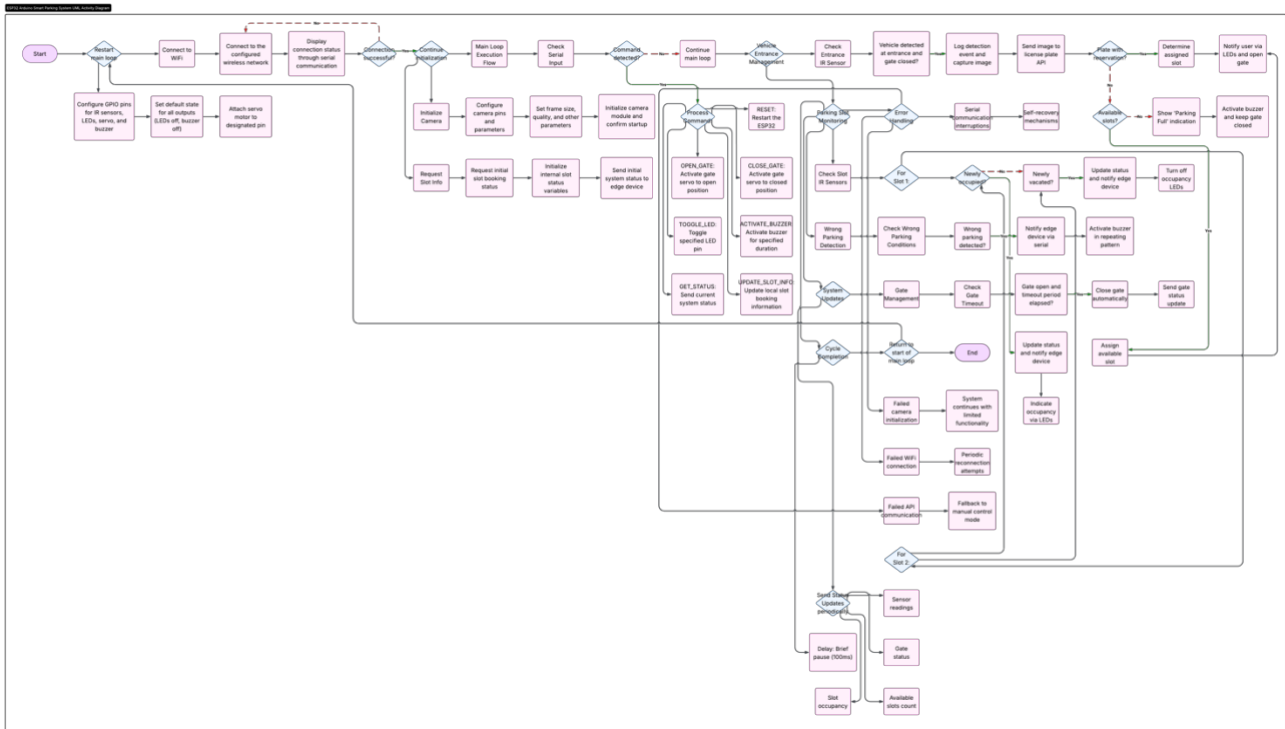 ESP32 Arduino Smart Parking System UML Activity Diagram
Start
Restart
main loop
Connect to
WiFi
Connect to the
configured
wireless network
Display
connection status
through serial
communication
No
Connection
successful?
Yes
Continue
initialization
Main Loop
Execution
Flow
Check
Serial
Input
Command
detected?
No
Continue
main loop
Vehicle
Entrance
Management
Check
Entrance
IR Sensor
Vehicle detected
at entrance and
gate closed?
Log detection
event and
capture image
Send image to
license plate
API
Plate with
reservation?
Yes
Determine
assigned
slot
Notify user via
LEDs and open
gate
Configure GPIO pins
for IR sensors,
LEDs, servo, and
buzzer
Set default state
for all outputs
(LEDs off, buzzer
off)
Attach servo
motor to
designated pin
Initialize
Camera
Configure
camera pins
and parameters
Set frame size,
quality, and other
parameters
Initialize camera
module and confirm
startup
Yes
Process
Command
RESET:
Restart the
ESP32
Parking Slot
Monitoring
Error
Handling
Serial
communication
interruptions
Self-recovery
mechanisms
No
Available
slots?
No
Show 'Parking
Full' indication
Activate buzzer
and keep gate
closed
Request
Slot Info
Request initial
slot booking
status
Initialize
internal slot
status variables
Send initial
system status to
edge device
OPEN_GATE:
Activate gate
servo to open
position
CLOSE_GATE:
Activate gate
servo to closed
position
Check Slot
IR Sensors
For
Slot 1:
Newly
occupied?
No
Newly
vacated?
Yes
Update status
and notify edge
device
Turn off
occupancy
LEDs
TOGGLE_LED:
Toggle
specified LED
pin
ACTIVATE_BUZZER:
Activate buzzer
for specified
duration
Wrong
Parking
Detection
Check Wrong
Parking
Conditions
Wrong
parking
detected?
Notify edge
device via
serial
Activate buzzer
in repeating
pattern
Yes
Yes
GET_STATUS:
Send current
system status
UPDATE_SLOT_INFO:
Update local slot
booking
information
System
Updates
Gate
Management
Check
Gate
Timeout
Gate open and
timeout period
elapsed?
Yes
Close gate
automatically
Send gate
status
update
Cycle
Completion
Return to
start of
main loop
End
Update status
and notify edge
device
Assign
available
slot
Failed
camera
initialization
System
continues with
limited
functionality
Indicate
occupancy
via LEDs
Failed WiFi
connection
Periodic
reconnection
attempts
Failed API
communication
Fallback to
manual control
mode
For
Slot 2:
Send Status
Updates
periodically
Sensor
readings
Delay: Brief
pause (100ms)
Gate
status
Slot
occupancy
Available
slots count